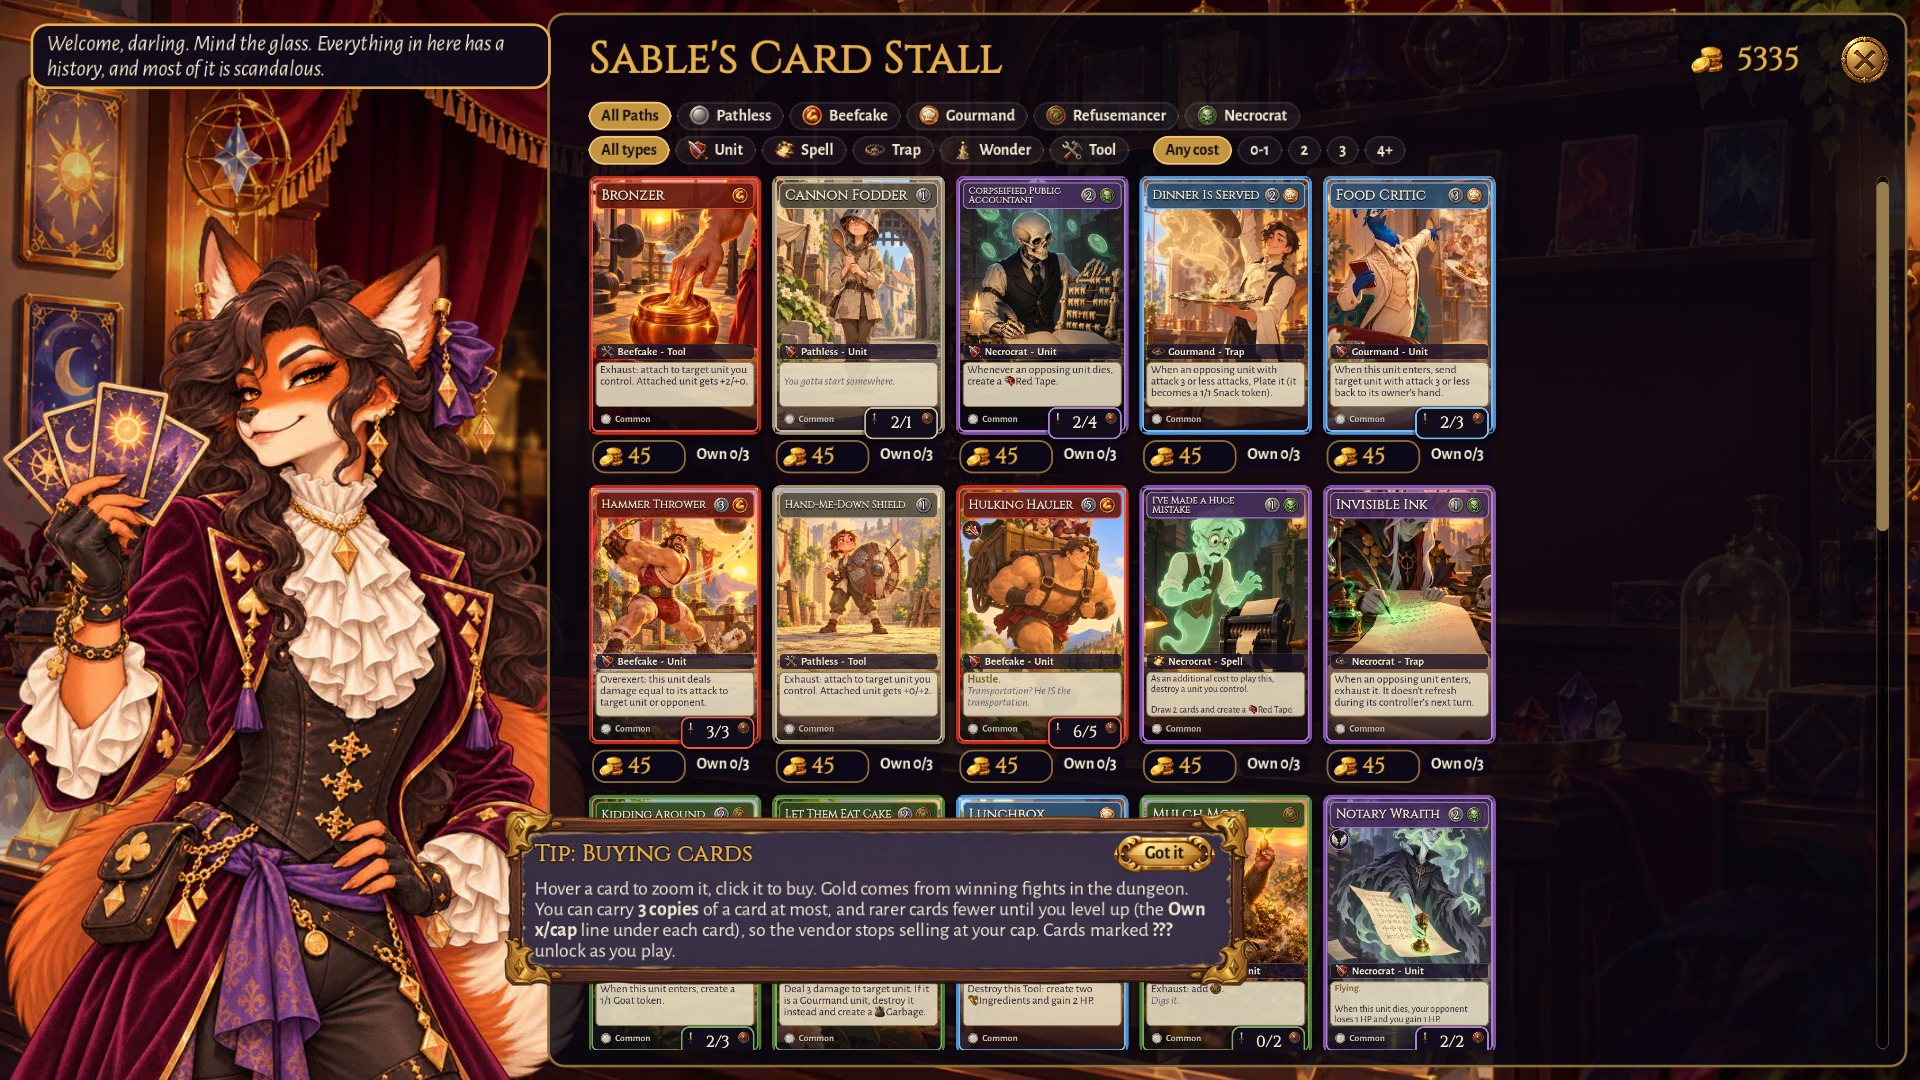 Welcome, darling. Mind the glass. Everything in here has a
history, and most of it is scandalous.
Sable's Card Stall
5335
All Paths
Pathless
Beefcake
Gourmand
Refusemancer
Necrocrat
All types
Unit
Spell
Trap
Wonder
Tool
Any cost
0-1
2
3
4+
Bronzer
Beefcake - Tool
Exhaust: attach to target unit you
control. Attached unit gets +2/+0.
Common
45
Own 0/3
Cannon Fodder
1
Pathless - Unit
You gotta start somewhere.
Common
2/1
45
Own 0/3
Corpseified Public
Accountant
2
Necrocrat - Unit
Whenever an opposing unit dies,
create a Red Tape.
Common
2/4
45
Own 0/3
Dinner Is Served
2
Gourmand - Trap
When an opposing unit with
attack 3 or less attacks, Plate it (it
becomes a 1/1 Snack token).
Common
45
Own 0/3
Food Critic
3
Gourmand - Unit
When this unit enters, send
target unit with attack 3 or less
back to its owner's hand.
Common
2/3
45
Own 0/3
Hammer Thrower
3
Beefcake - Unit
Overexert: this unit deals
damage equal to its attack to
target unit or opponent.
Common
3/3
45
Own 0/3
Hand-Me-Down Shield
1
Pathless - Tool
Exhaust: attach to target unit you
control. Attached unit gets +0/+2.
Common
45
Own 0/3
Hulking Hauler
5
Beefcake - Unit
Hustle.
Transportation? He IS the
transportation.
Common
6/5
45
Own 0/3
I've Made a Huge
Mistake
1
Necrocrat - Spell
As an additional cost to play this,
destroy a unit you control.
Draw 2 cards and create a Red Tape.
Common
45
Own 0/3
Invisible Ink
1
Necrocrat - Trap
When an opposing unit enters,
exhaust it. It doesn't refresh
during its controller's next turn.
Common
45
Own 0/3
Kidding Around
2
When this unit enters, create a
1/1 Goat token.
Common
2/3
Let Them Eat Cake
2
Deal 3 damage to target unit. If it
is a Gourmand unit, destroy it
instead and create a Garbage.
Common
Lunchbox
Destroy this Tool: create two
Ingredients and gain 2 HP.
Common
Mulch
nit
Exhaust: add
Digs it.
Common
0/2
Notary Wraith
2
Necrocrat - Unit
Flying.
When this unit dies, your opponent
loses 1 HP and you gain 1 HP.
Common
2/2
Tip: Buying cards
Got it
Hover a card to zoom it, click it to buy. Gold comes from winning fights in the dungeon.
You can carry 3 copies of a card at most, and rarer cards fewer until you level up (the Own
x/cap line under each card), so the vendor stops selling at your cap. Cards marked ???
unlock as you play.